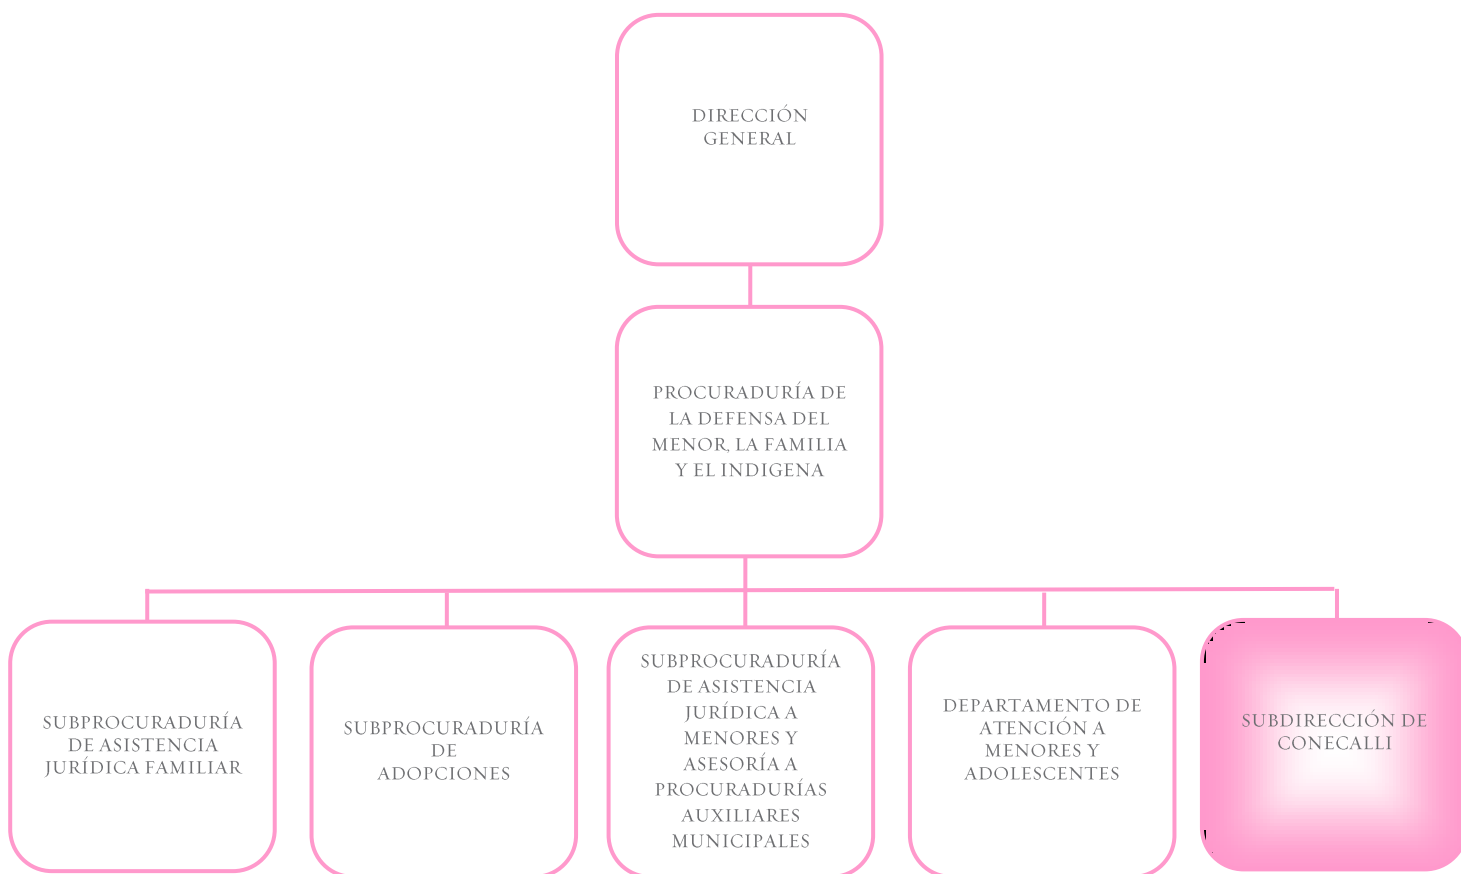 DIRECCIÓN
GENERAL
PROCURADURÍA DE
LA DEFENSA DEL
MENOR, LA FAMILIA
Y EL INDIGENA
SUBPROCURADURÍA
DE ASISTENCIA
JURÍDICA FAMILIAR
SUBPROCURADURÍA
DE
ADOPCIONES
SUBPROCURADURÍA
DE ASISTENCIA
JURÍDICA A
MENORES Y
ASESORÍA A
PROCURADURÍAS
AUXILIARES
MUNICIPALES
DEPARTAMENTO DE
ATENCIÓN A
MENORES Y
ADOLESCENTES
SUBDIRECCIÓN DE
CONECALLI